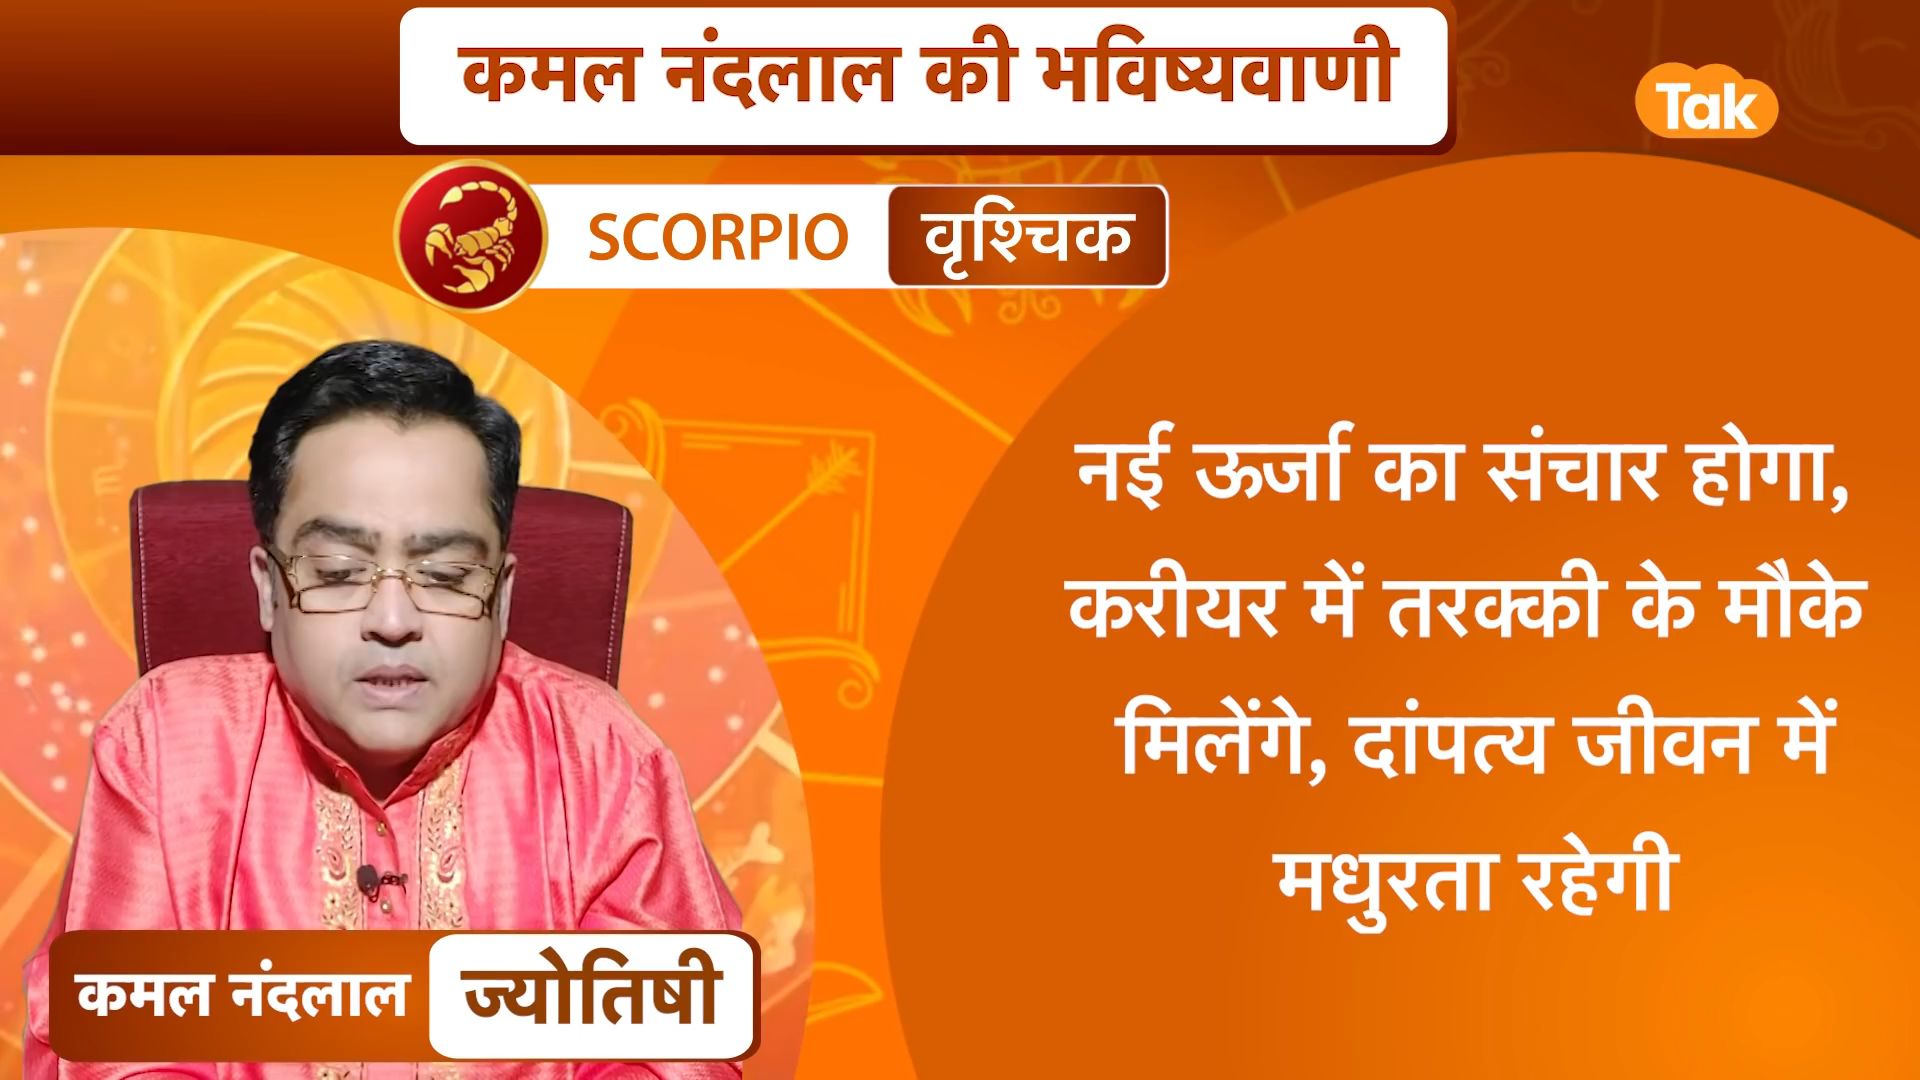 कमल नंदलाल की भविष्यवाणी
Tak
SCORPIO वृश्चिक
नई ऊर्जा का संचार होगा,
करीयर में तरक्की के मौके
मिलेंगे, दांपत्य जीवन में
मधुरता रहेगी
कमल नंदलाल ज्योतिषी